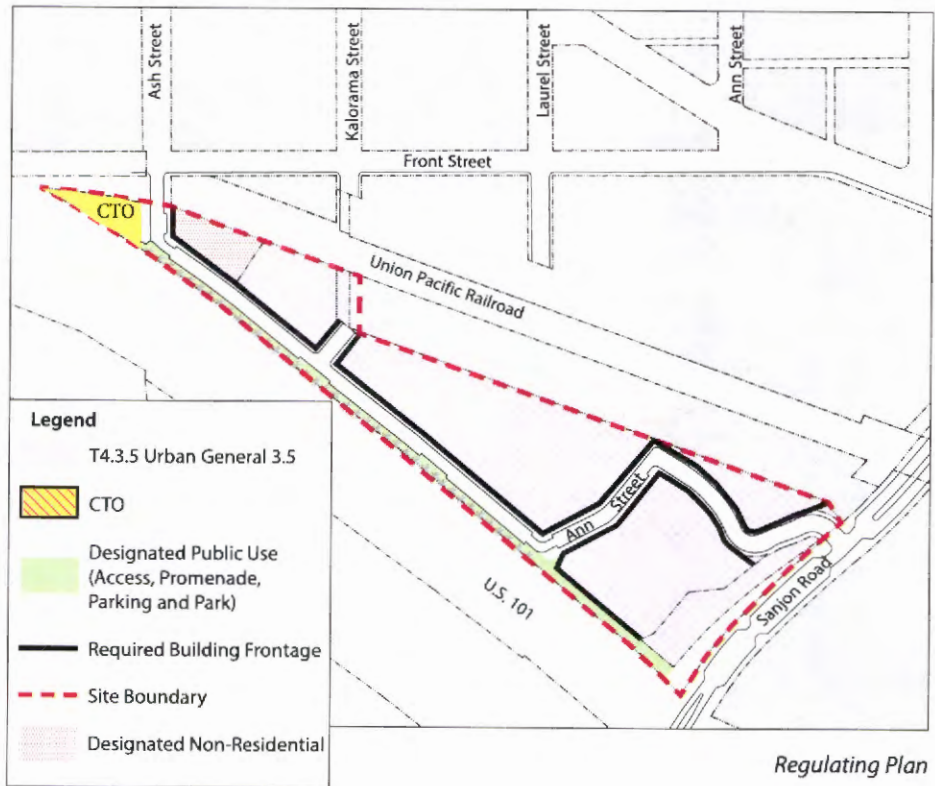 Ash Street
Kalorama Street
Laurel Street
Ann Street
Front Street
CTO
Union Pacific Railroad
Ann Street
U.S. 101
Sanjon Road
Legend
T4.3.5 Urban General 3.5
CTO
Designated Public Use
(Access, Promenade,
Parking and Park)
Required Building Frontage
Site Boundary
Designated Non-Residential
Regulating Plan